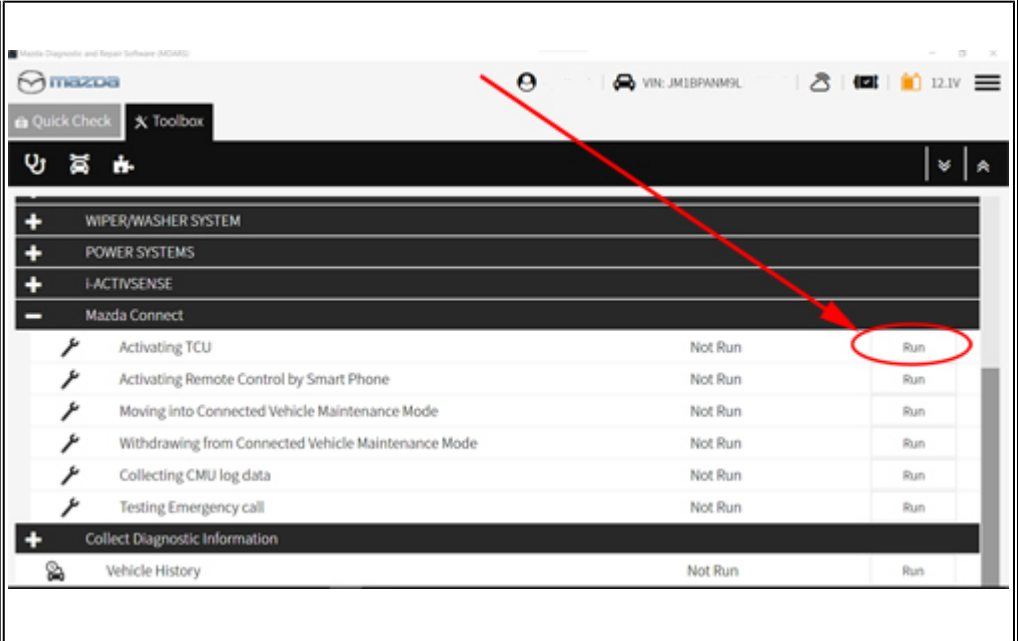 Mazda Diagnostic and Repair Software (MDARS)
mazda
VIN: JM1BPANM9L
12.1V
Quick Check
Toolbox
WIPER/WASHER SYSTEM
POWER SYSTEMS
i-ACTIVSENSE
Mazda Connect
Activating TCU Not Run Run
Activating Remote Control by Smart Phone Not Run Run
Moving into Connected Vehicle Maintenance Mode Not Run Run
Withdrawing from Connected Vehicle Maintenance Mode Not Run Run
Collecting CMU log data Not Run Run
Testing Emergency call Not Run Run
Collect Diagnostic Information
Vehicle History Not Run Run